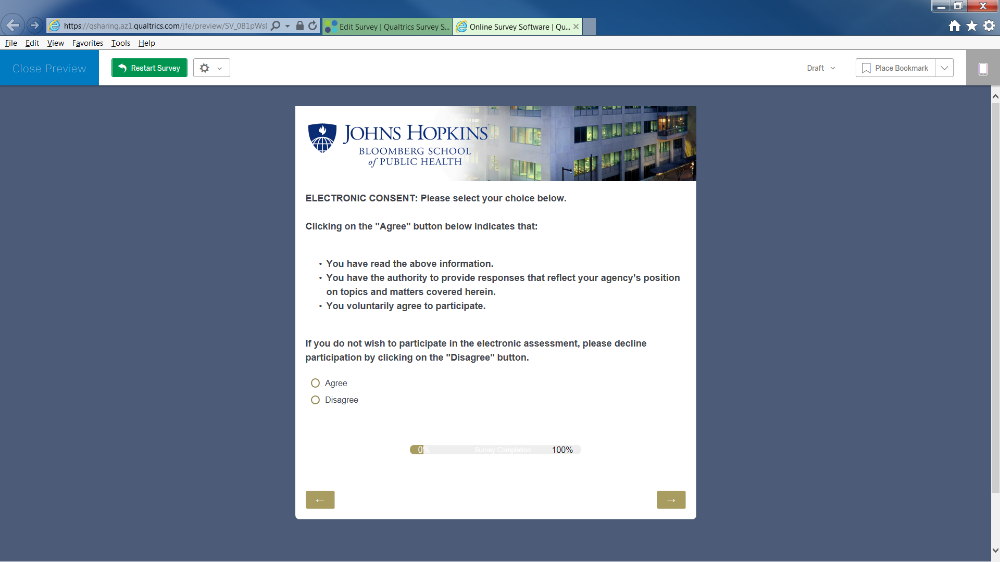 https://qsharing.az1.qualtrics.com/jfe/preview/SV_0B1pWsl
Edit Survey | Qualtrics Survey S...
Online Survey Software | Qu...
File Edit View Favorites Tools Help
Close Preview
Restart Survey
Draft
Place Bookmark
JOHNS HOPKINS
BLOOMBERG SCHOOL
of PUBLIC HEALTH
ELECTRONIC CONSENT: Please select your choice below.
Clicking on the "Agree" button below indicates that:
• You have read the above information.
• You have the authority to provide responses that reflect your agency’s position
on topics and matters covered herein.
• You voluntarily agree to participate.
If you do not wish to participate in the electronic assessment, please decline
participation by clicking on the "Disagree" button.
Agree
Disagree
0% Survey Completion 100%
←
→